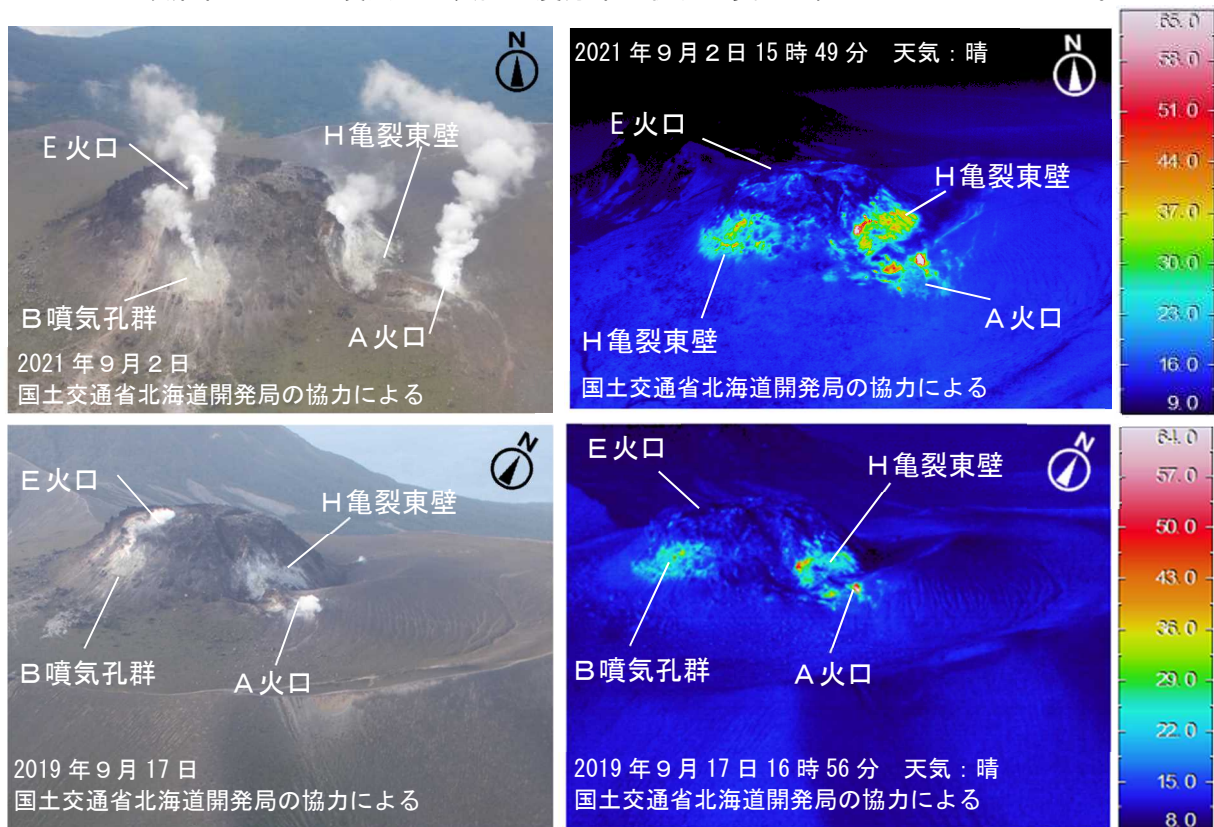 N
E火口
H亀裂東壁
B噴気孔群
A火口
2021年9月2日
国土交通省北海道開発局の協力による
2021年9月2日15時49分 天気：晴
N
E火口
H亀裂東壁
H亀裂東壁
A火口
国土交通省北海道開発局の協力による
65.0
58.0
51.0
44.0
37.0
30.0
23.0
16.0
9.0
N
E火口
H亀裂東壁
B噴気孔群
A火口
2019年9月17日
国土交通省北海道開発局の協力による
N
E火口
H亀裂東壁
B噴気孔群
A火口
2019年9月17日16時56分 天気：晴
国土交通省北海道開発局の協力による
64.0
57.0
50.0
43.0
36.0
29.0
22.0
15.0
8.0